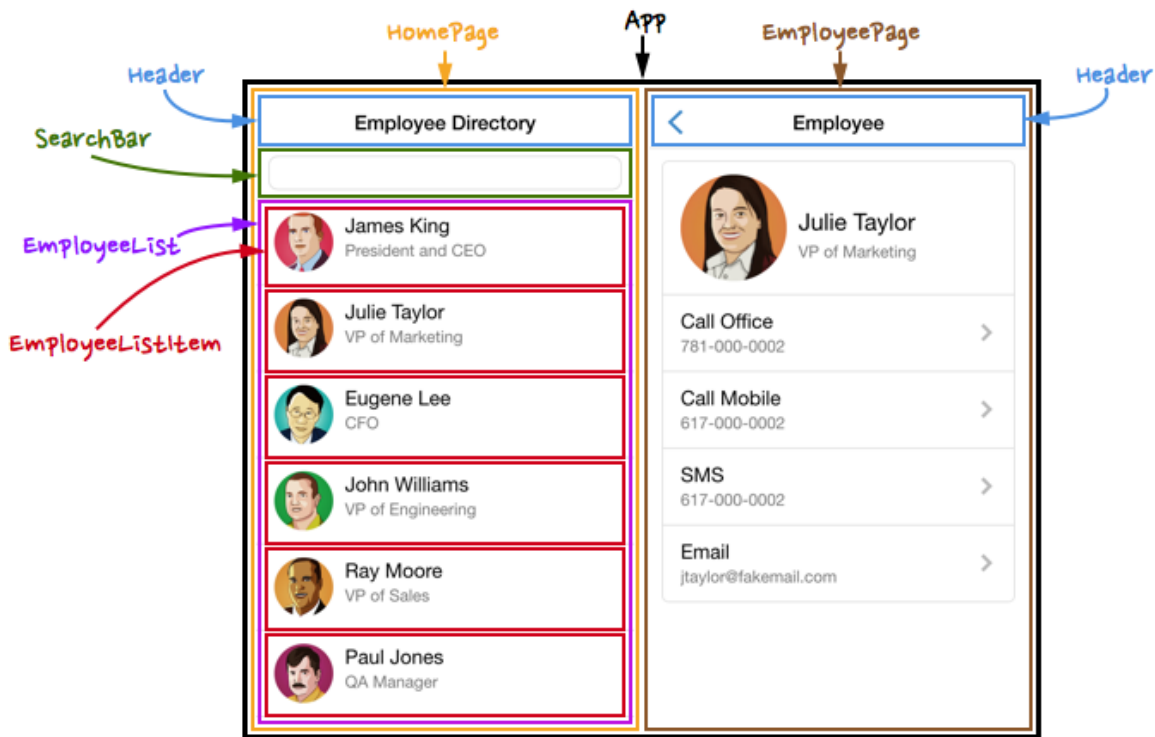 App
HomePage
EmployeePage
Header
Header
Employee Directory
Employee
SearchBar
James King
President and CEO
EmployeeList
EmployeeListItem
Julie Taylor
VP of Marketing
Eugene Lee
CFO
John Williams
VP of Engineering
Ray Moore
VP of Sales
Paul Jones
QA Manager
Julie Taylor
VP of Marketing
Call Office
781-000-0002
Call Mobile
617-000-0002
SMS
617-000-0002
Email
jtaylor@fakemail.com